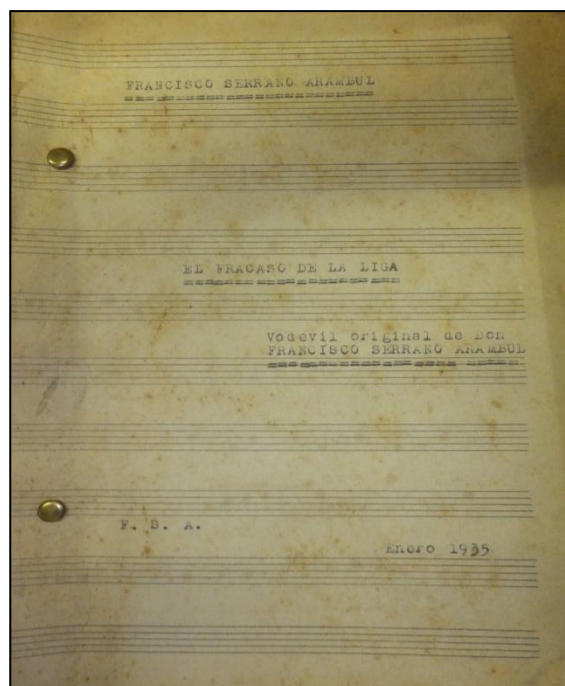 FRANCISCO SERRANO ARAMBUL
EL FRACASO DE LA LIGA
Vodevil original de Don
FRANCISCO SERRANO ARAMBUL
F. S. A.
Enero 1935